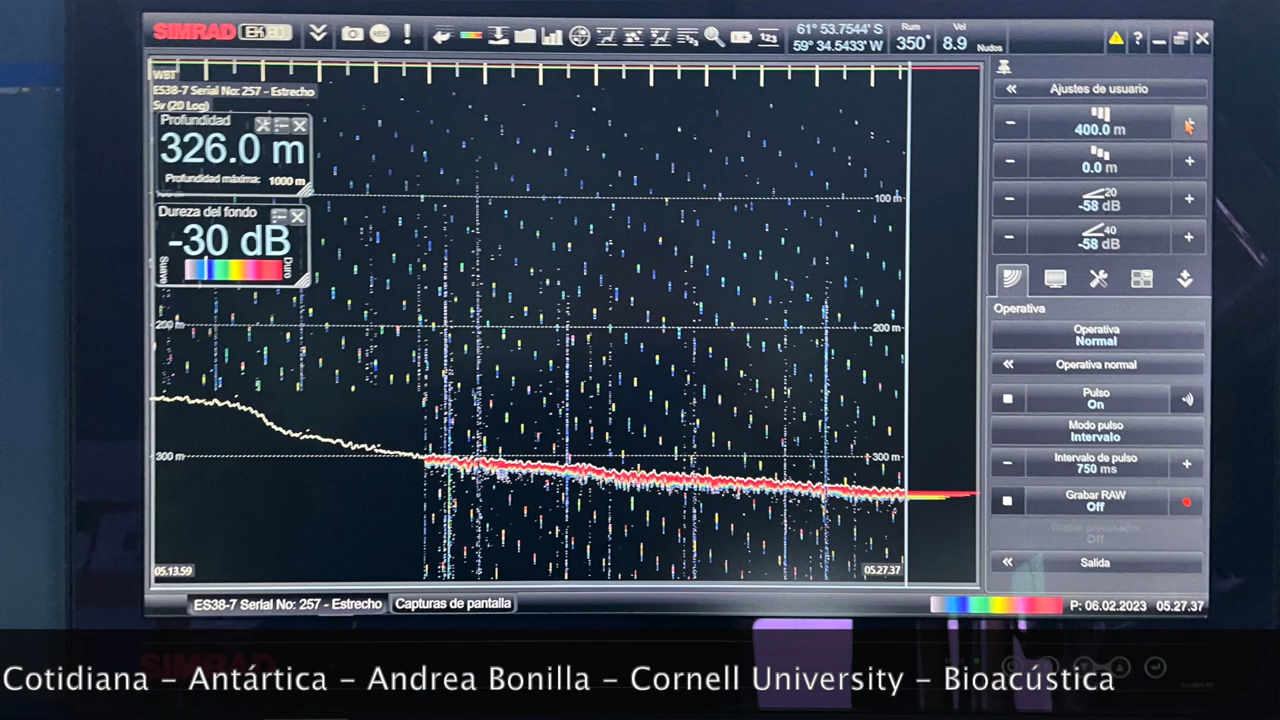 SIMRAD EK80
123
61° 53.7544' S
59° 34.5433' W
Rum
350°
Vel
8.9
Nudos
?
WBT
ES38-7 Serial No: 257 - Estrecho
Sv (20 Log)
Profundidad
326.0 m
Profundidad máxima: 1000 m
Dureza del fondo
-30 dB
Suave
Duro
100 m
200 m
200 m
300 m
300 m
05.13.59
05.27.37
Ajustes de usuario
400.0 m
0.0 m
20
-58 dB
40
-58 dB
Operativa
Operativa
Normal
Operativa normal
Pulso
On
Modo pulso
Intervalo
Intervalo de pulso
750 ms
Grabar RAW
Off
Grabar procesados
Off
Salida
ES38-7 Serial No: 257 - Estrecho
Capturas de pantalla
P: 06.02.2023 05.27.37
SIMRAD
Cotidiana – Antártica – Andrea Bonilla – Cornell University – Bioacústica